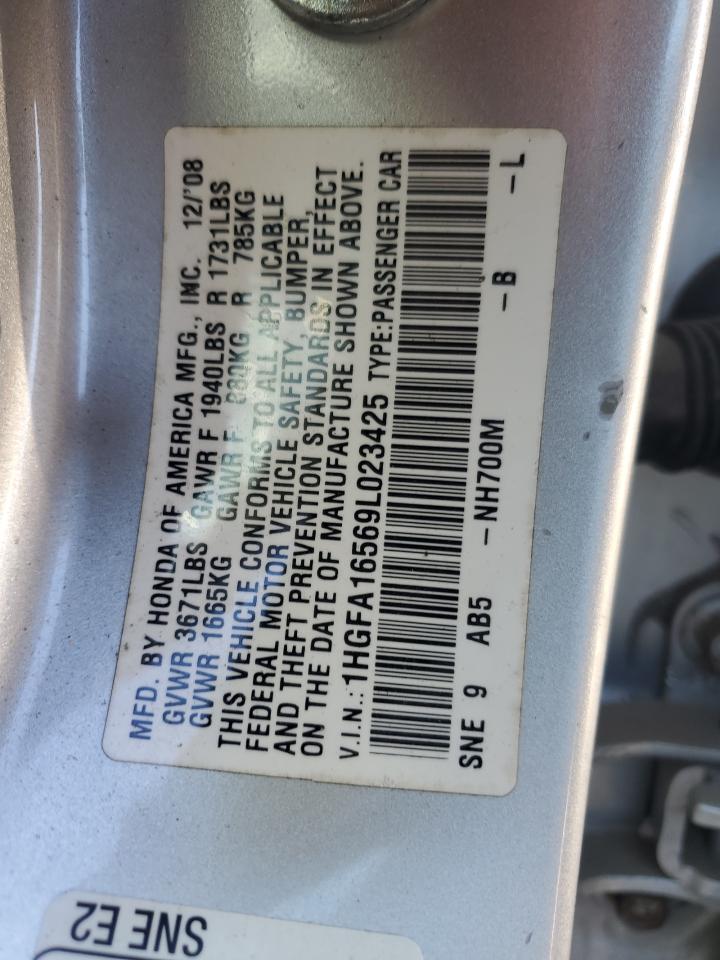 MFD. BY HONDA OF AMERICA MFG., INC. 12/'08
GVWR 3671LBS GAWR F 1940LBS R 1731LBS
GVWR 1665KG GAWR F 880KG R 785KG
THIS VEHICLE CONFORMS TO ALL APPLICABLE
FEDERAL MOTOR VEHICLE SAFETY, BUMPER,
AND THEFT PREVENTION STANDARDS IN EFFECT
ON THE DATE OF MANUFACTURE SHOWN ABOVE.
V.I.N.: 1HGFA16569L023425 TYPE:PASSENGER CAR
SNE 9 AB5 - NH700M - B - L
SNE E2